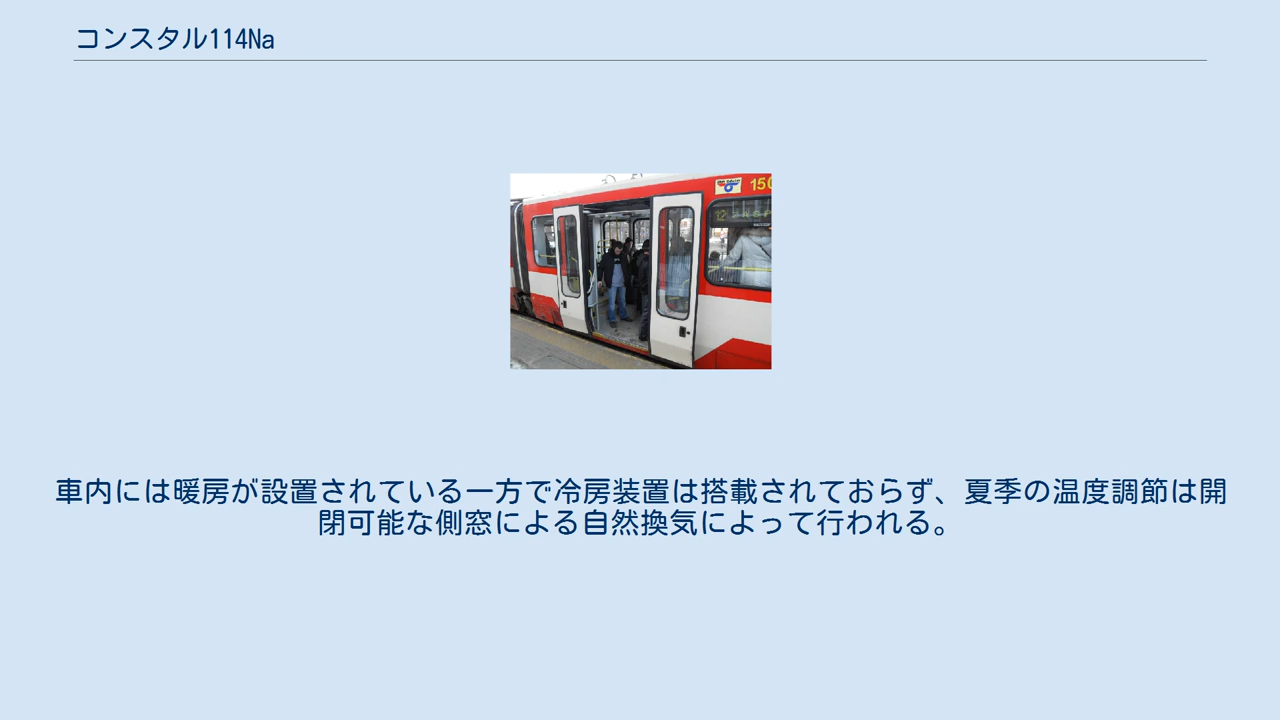 コンスタル114Na
150
車内には暖房が設置されている一方で冷房装置は搭載されておらず、夏季の温度調節は開
閉可能な側窓による自然換気によって行われる。